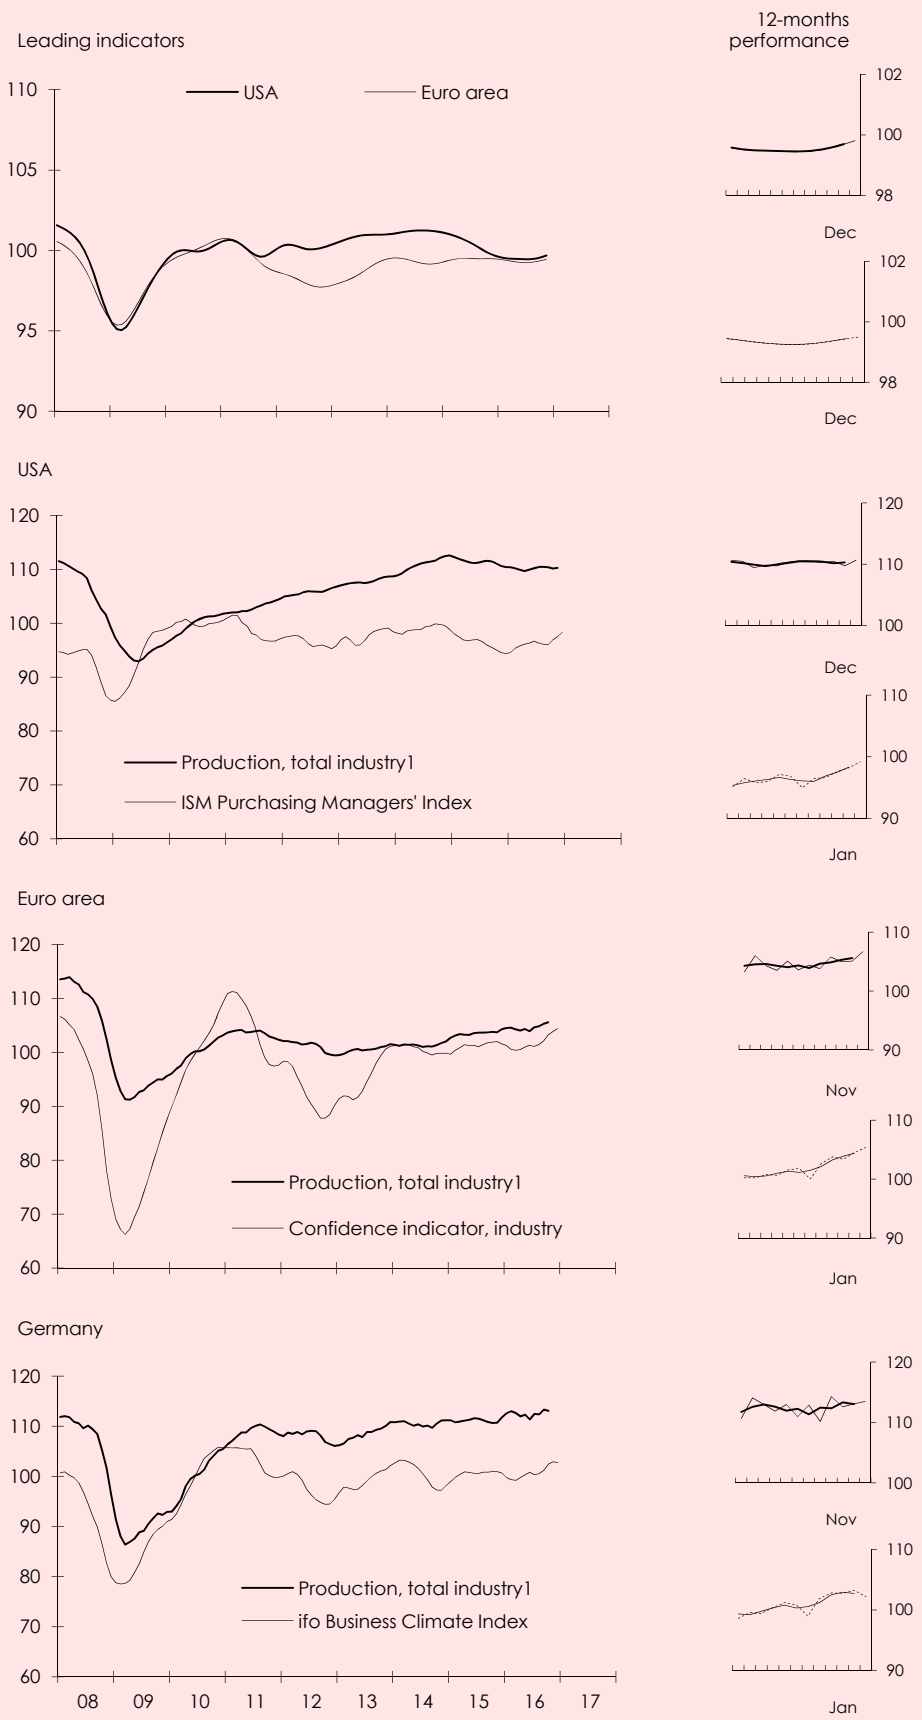 12-months
performance
Leading indicators
USA
Euro area
110
105
100
95
90
102
100
98
Dec
102
100
98
Dec
USA
120
110
100
90
80
70
60
Production, total industry1
ISM Purchasing Managers' Index
120
110
100
Dec
110
100
90
Jan
Euro area
120
110
100
90
80
70
60
Production, total industry1
Confidence indicator, industry
110
100
90
Nov
110
100
90
Jan
Germany
120
110
100
90
80
70
60
Production, total industry1
ifo Business Climate Index
08 09 10 11 12 13 14 15 16 17
120
110
100
Nov
110
100
90
Jan